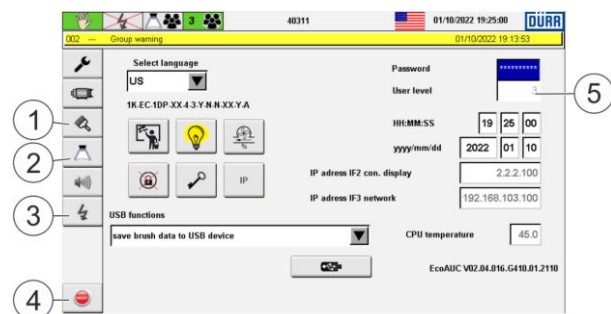 3 40311 01/10/2022 19:25:00 DÜRR
002 --- Group warning 01/10/2022 19:13:53
Select language
US
1K-EC-1DP-XX-4-3-Y-N-N-XX-Y-A
%
IP
USB functions
save brush data to USB device
Password **********
User level 3
HH:MM:SS 19 25 00
yyyy/mm/dd 2022 01 10
IP adress IF2 con. display 2.2.2.100
IP adress IF3 network 192.168.103.100
CPU temperature 45.0
EcoAUC V02.04.016.G410.01.2110
1
2
3
4
5